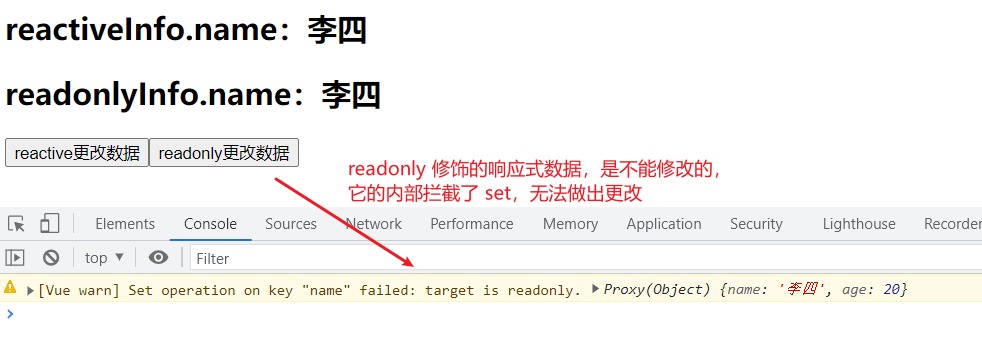 reactiveInfo.name：李四
readonlyInfo.name：李四
reactive更改数据 readonly更改数据
readonly 修饰的响应式数据，是不能修改的，
它的内部拦截了 set，无法做出更改
Elements Console Sources Network Performance Memory Application Security Lighthouse Recorder
top ▼ Filter
[Vue warn] Set operation on key "name" failed: target is readonly. ▶Proxy(Object) {name: '李四', age: 20}